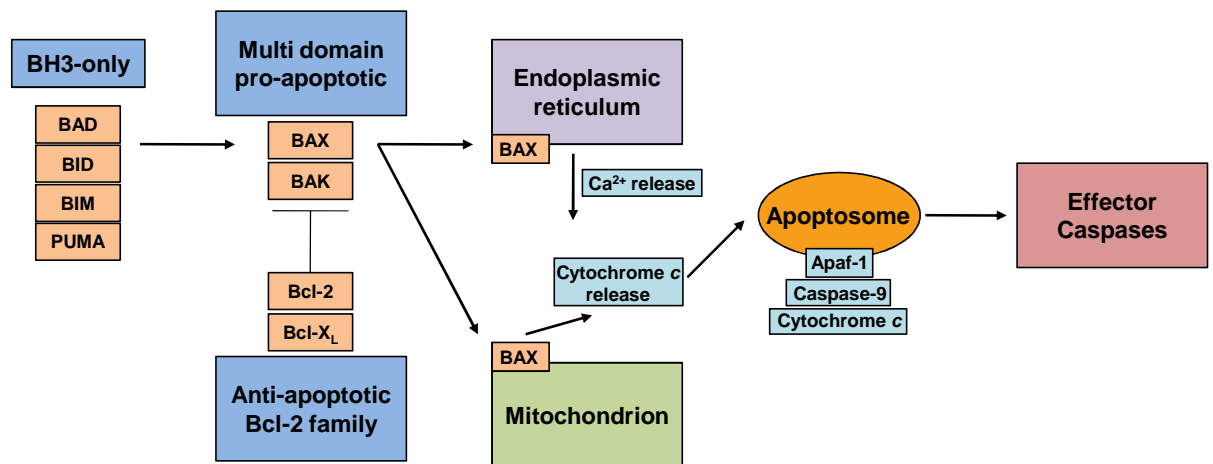 BH3-only
BAD
BID
BIM
PUMA
Multi domain
pro-apoptotic
BAX
BAK
Bcl-2
Bcl-XL
Anti-apoptotic
Bcl-2 family
Endoplasmic
reticulum
BAX
Ca²⁺ release
Cytochrome c
release
BAX
Mitochondrion
Apoptosome
Apaf-1
Caspase-9
Cytochrome c
Effector
Caspases